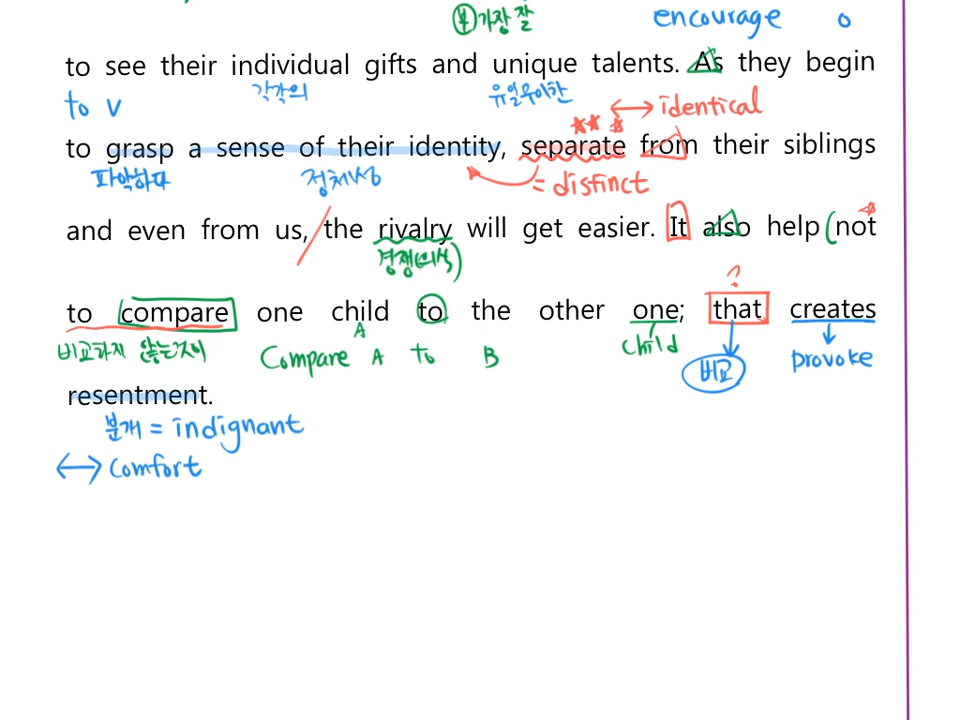 부 가장 잘 encourage o
to see their individual gifts and unique talents. As they begin
to v 각각의 유일무이한 ↔ identical
to grasp a sense of their identity, separate from their siblings
파악하다 정체성 = distinct
and even from us, the rivalry will get easier. It also help (not
경쟁(의식) ?
to compare one child to the other one; that creates
비교하지 않는것이 A Compare A to B child 비교 provoke
resentment.
분개 = indignant
↔ comfort